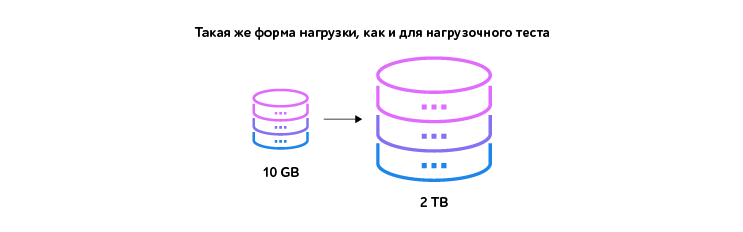 Такая же форма нагрузки, как и для нагрузочного теста
10 GB
2 TB